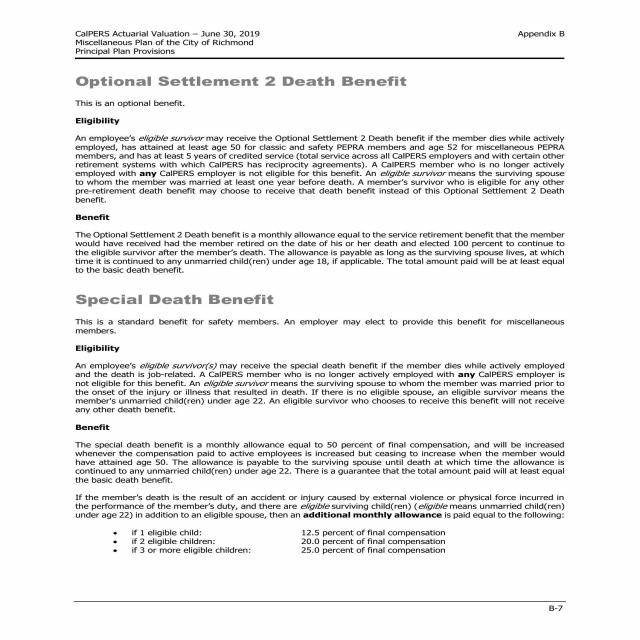 CalPERS Actuarial Valuation – June 30, 2019 Appendix B
Miscellaneous Plan of the City of Richmond
Principal Plan Provisions
Optional Settlement 2 Death Benefit
This is an optional benefit.
Eligibility
An employee's eligible survivor may receive the Optional Settlement 2 Death benefit if the member dies while actively
employed, has attained at least age 50 for classic and safety PEPRA members and age 52 for miscellaneous PEPRA
members, and has at least 5 years of credited service (total service across all CalPERS employers and with certain other
retirement systems with which CalPERS has reciprocity agreements). A CalPERS member who is no longer actively
employed with any CalPERS employer is not eligible for this benefit. An eligible survivor means the surviving spouse
to whom the member was married at least one year before death. A member's survivor who is eligible for any other
pre-retirement death benefit may choose to receive that death benefit instead of this Optional Settlement 2 Death
benefit.
Benefit
The Optional Settlement 2 Death benefit is a monthly allowance equal to the service retirement benefit that the member
would have received had the member retired on the date of his or her death and elected 100 percent to continue to
the eligible survivor after the member's death. The allowance is payable as long as the surviving spouse lives, at which
time it is continued to any unmarried child(ren) under age 18, if applicable. The total amount paid will be at least equal
to the basic death benefit.
Special Death Benefit
This is a standard benefit for safety members. An employer may elect to provide this benefit for miscellaneous
members.
Eligibility
An employee's eligible survivor(s) may receive the special death benefit if the member dies while actively employed
and the death is job-related. A CalPERS member who is no longer actively employed with any CalPERS employer is
not eligible for this benefit. An eligible survivor means the surviving spouse to whom the member was married prior to
the onset of the injury or illness that resulted in death. If there is no eligible spouse, an eligible survivor means the
member's unmarried child(ren) under age 22. An eligible survivor who chooses to receive this benefit will not receive
any other death benefit.
Benefit
The special death benefit is a monthly allowance equal to 50 percent of final compensation, and will be increased
whenever the compensation paid to active employees is increased but ceasing to increase when the member would
have attained age 50. The allowance is payable to the surviving spouse until death at which time the allowance is
continued to any unmarried child(ren) under age 22. There is a guarantee that the total amount paid will at least equal
the basic death benefit.
If the member's death is the result of an accident or injury caused by external violence or physical force incurred in
the performance of the member's duty, and there are eligible surviving child(ren) (eligible means unmarried child(ren)
under age 22) in addition to an eligible spouse, then an additional monthly allowance is paid equal to the following:
• if 1 eligible child: 12.5 percent of final compensation
• if 2 eligible children: 20.0 percent of final compensation
• if 3 or more eligible children: 25.0 percent of final compensation
B-7